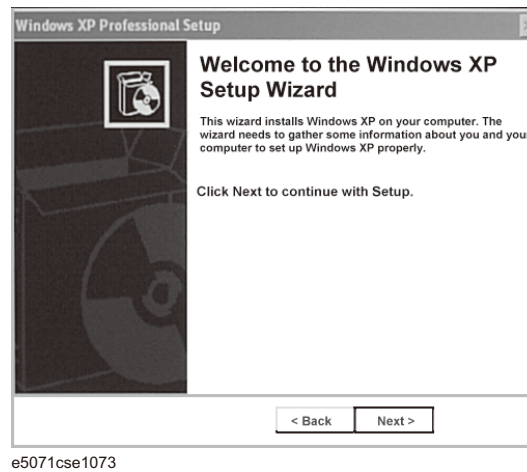 Windows XP Professional Setup
Welcome to the Windows XP
Setup Wizard
This wizard installs Windows XP on your computer. The
wizard needs to gather some information about you and your
computer to set up Windows XP properly.
Click Next to continue with Setup.
< Back
Next >
e5071cse1073